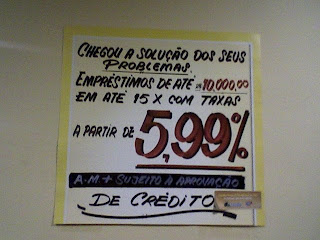 CHEGOU A SOLUÇÃO DOS SEUS
PROBLEMAS.
EMPRÉSTIMOS DE ATÉ R$ 10,000,00
EM ATÉ 15 X COM TAXAS
A PARTIR DE 5,99%
A.M + SUJEITO À APROVAÇÃO
DE CRÉDITO